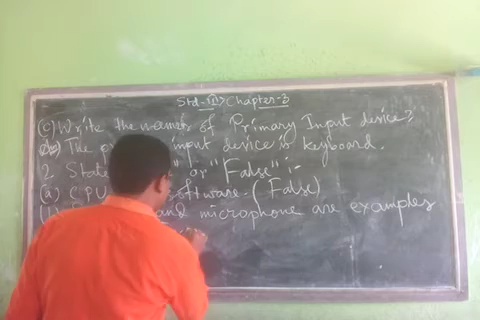 Std-III > Chapter-3
(c) Write the names of Primary Input device?
The input device is keyboard.
2. State " or "False" :-
(a) CPU software. (False)
and microphone are examples